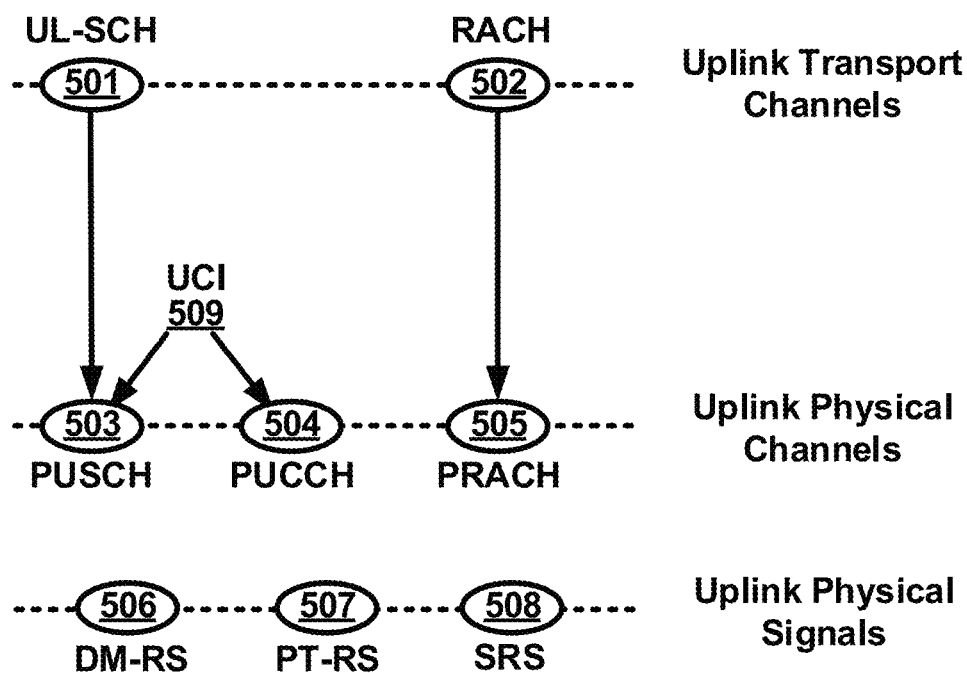 UL-SCH
RACH
501
502
Uplink Transport
Channels
UCI
509
503
504
505
Uplink Physical
Channels
PUSCH
PUCCH
PRACH
506
507
508
Uplink Physical
Signals
DM-RS
PT-RS
SRS